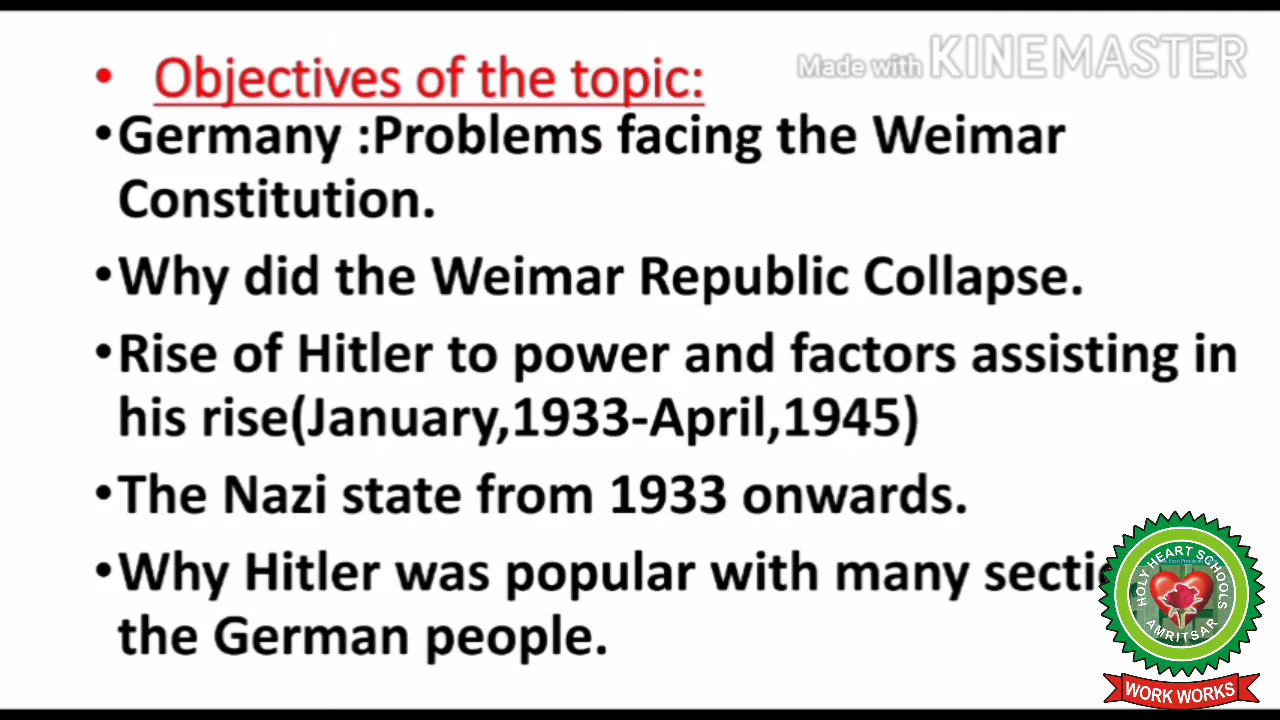 Made with KINEMASTER
• Objectives of the topic:
•Germany :Problems facing the Weimar
Constitution.
•Why did the Weimar Republic Collapse.
•Rise of Hitler to power and factors assisting in
his rise(January,1933-April,1945)
•The Nazi state from 1933 onwards.
•Why Hitler was popular with many
the German people.
HOLY HEART SCHOOLS
AMRITSAR
WORK WORKS